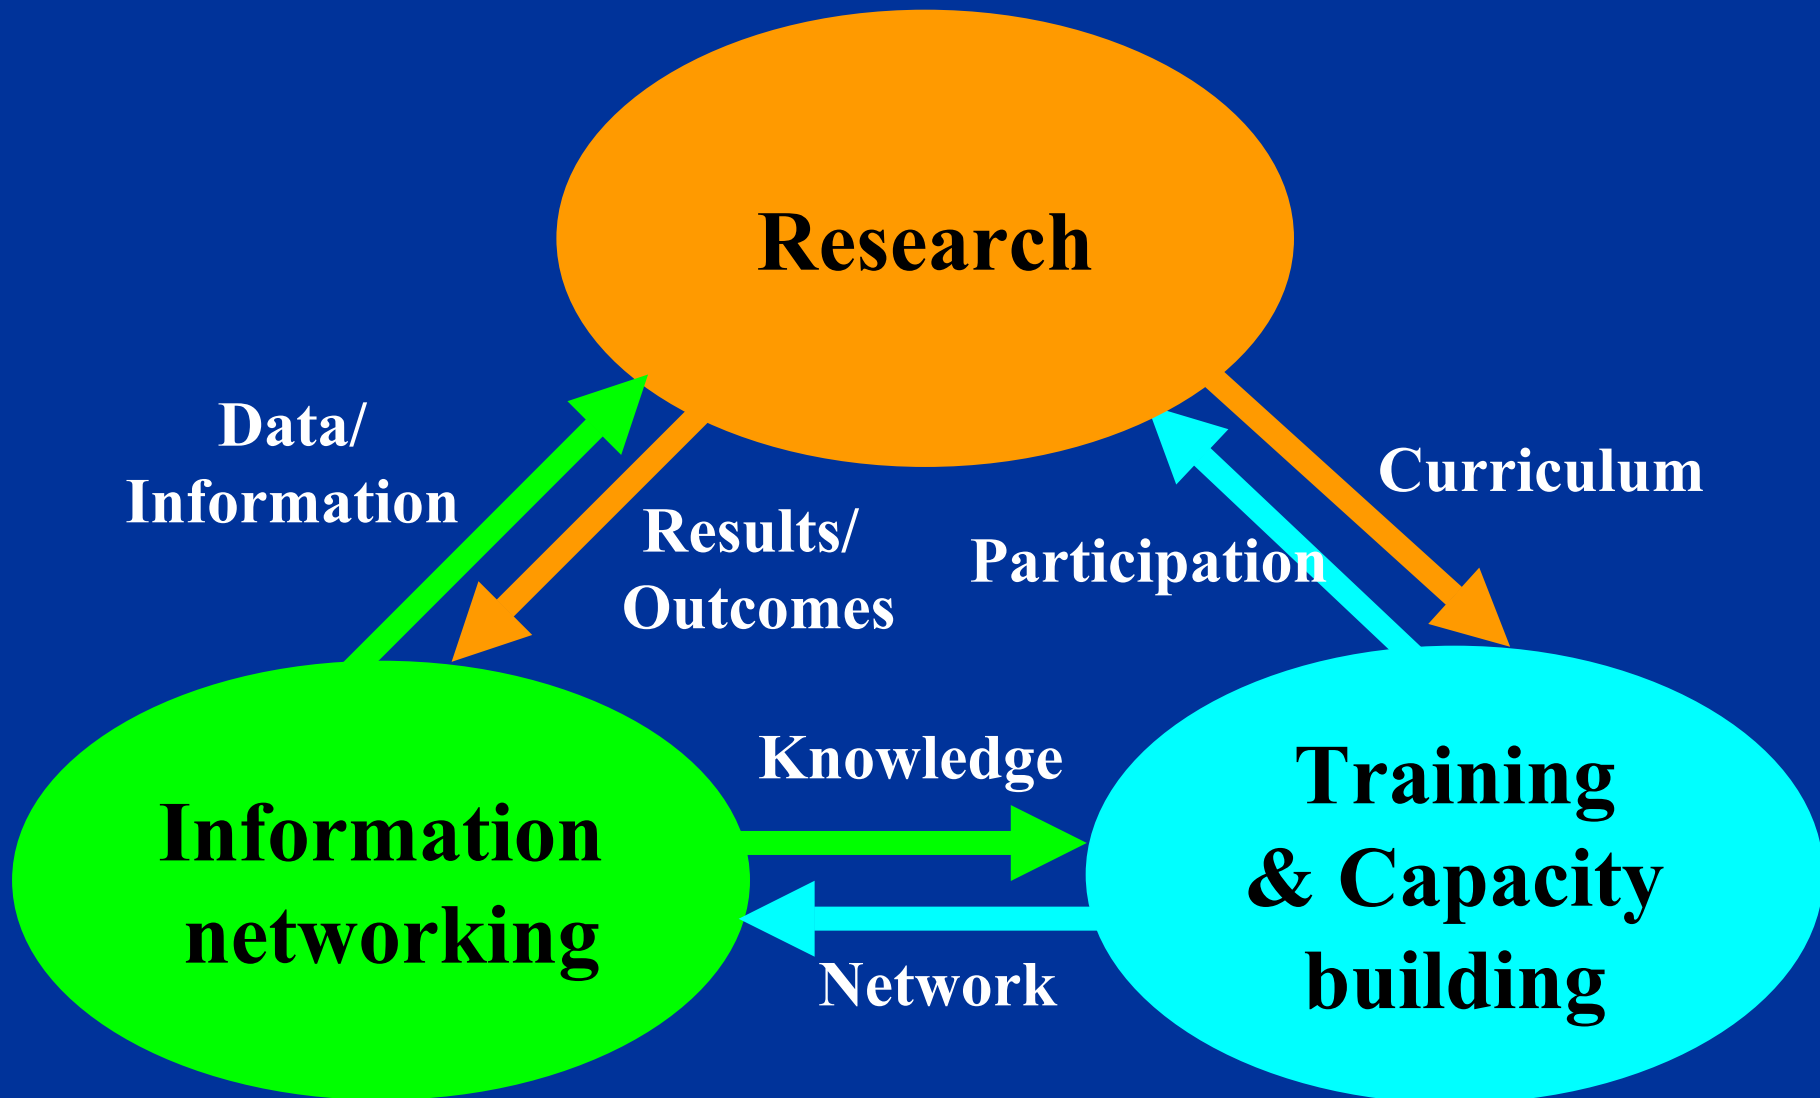 Research
Data/
Information
Results/
Outcomes
Participation
Curriculum
Knowledge
Information
networking
Training
& Capacity
building
Network